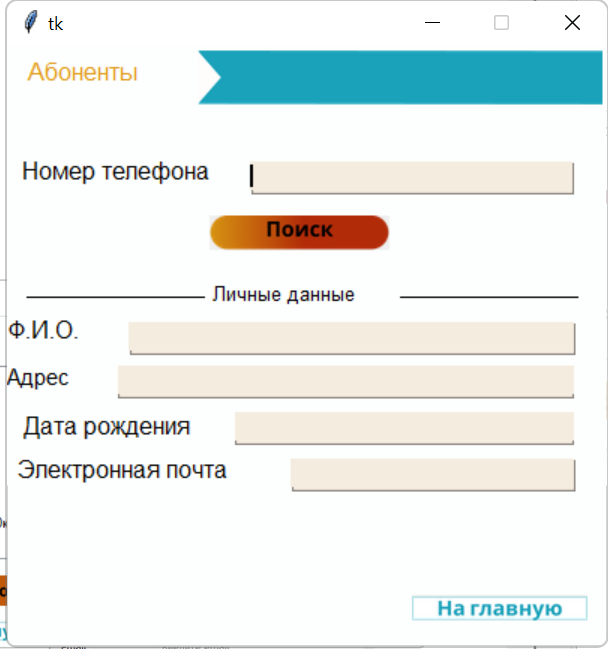 tk
Абоненты
Номер телефона
Поиск
Личные данные
Ф.И.О.
Адрес
Дата рождения
Электронная почта
На главную